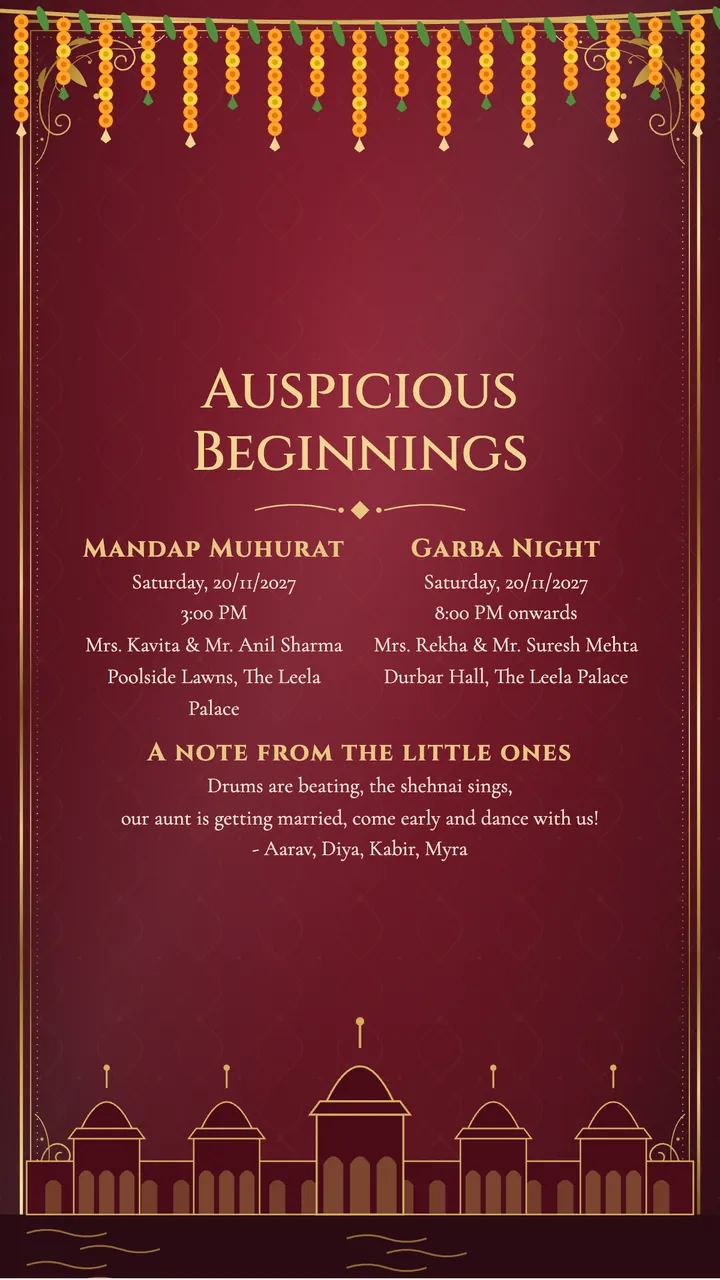 Auspicious
Beginnings
Mandap Muhurat
Saturday, 20/11/2027
3:00 PM
Mrs. Kavita & Mr. Anil Sharma
Poolside Lawns, The Leela
Palace
Garba Night
Saturday, 20/11/2027
8:00 PM onwards
Mrs. Rekha & Mr. Suresh Mehta
Durbar Hall, The Leela Palace
A note from the little ones
Drums are beating, the shehnai sings,
our aunt is getting married, come early and dance with us!
- Aarav, Diya, Kabir, Myra